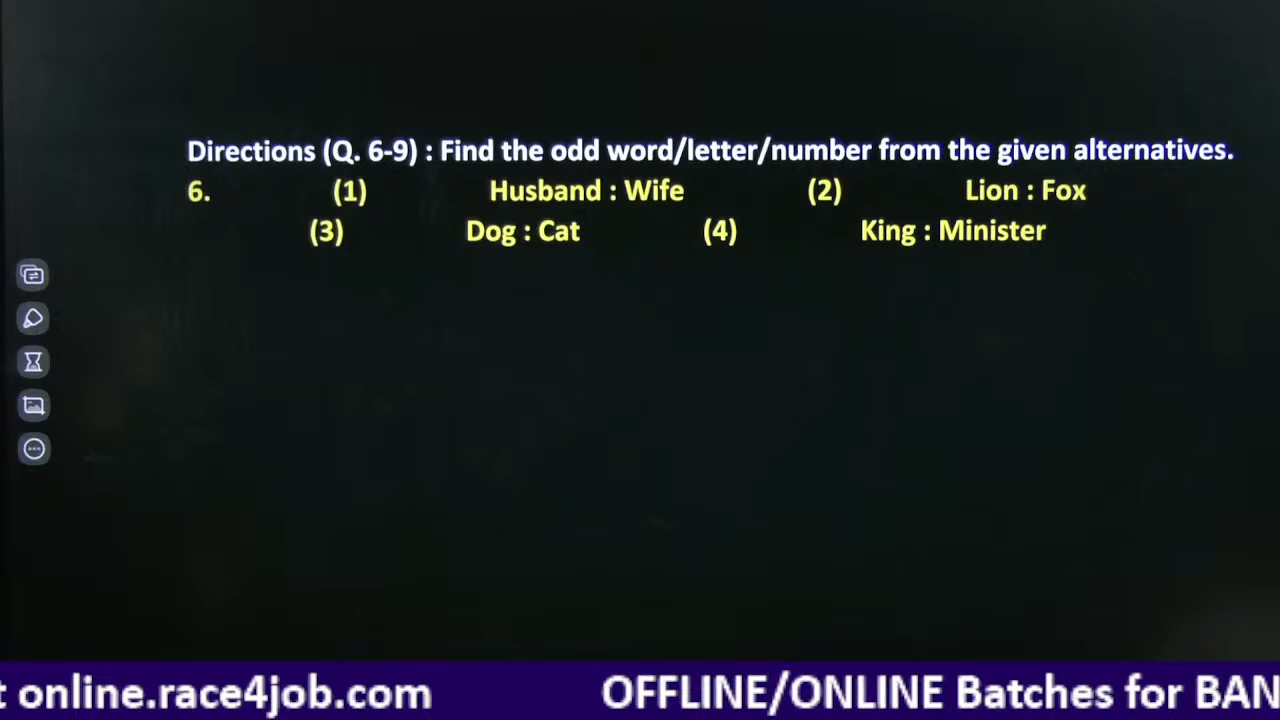 Directions (Q. 6-9) : Find the odd word/letter/number from the given alternatives.
6. (1) Husband : Wife (2) Lion : Fox
(3) Dog : Cat (4) King : Minister
t online.race4job.com OFFLINE/ONLINE Batches for BAN